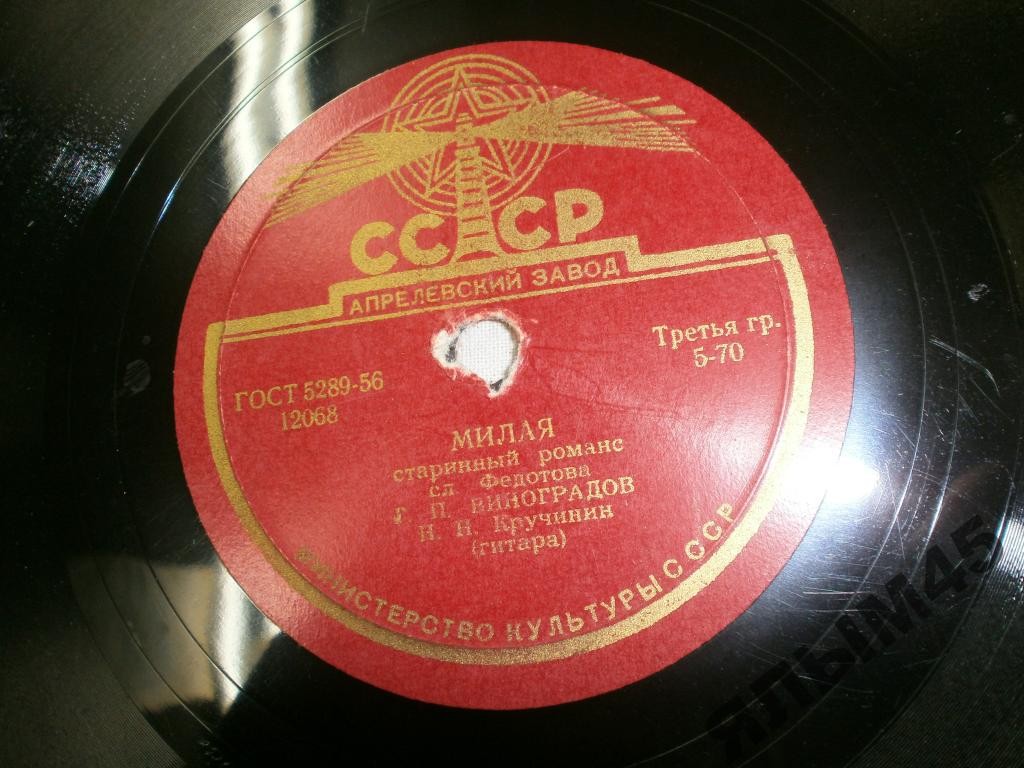 СССР
АПРЕЛЕВСКИЙ ЗАВОД
Третья гр.
5-70
ГОСТ 5289-56
12068
МИЛАЯ
старинный романс
сл Федотова
Г. П. ВИНОГРАДОВ
Н. Н. Кручинин
(гитара)
МИНИСТЕРСТВО КУЛЬТУРЫ СССР
ЯЛЫМ45